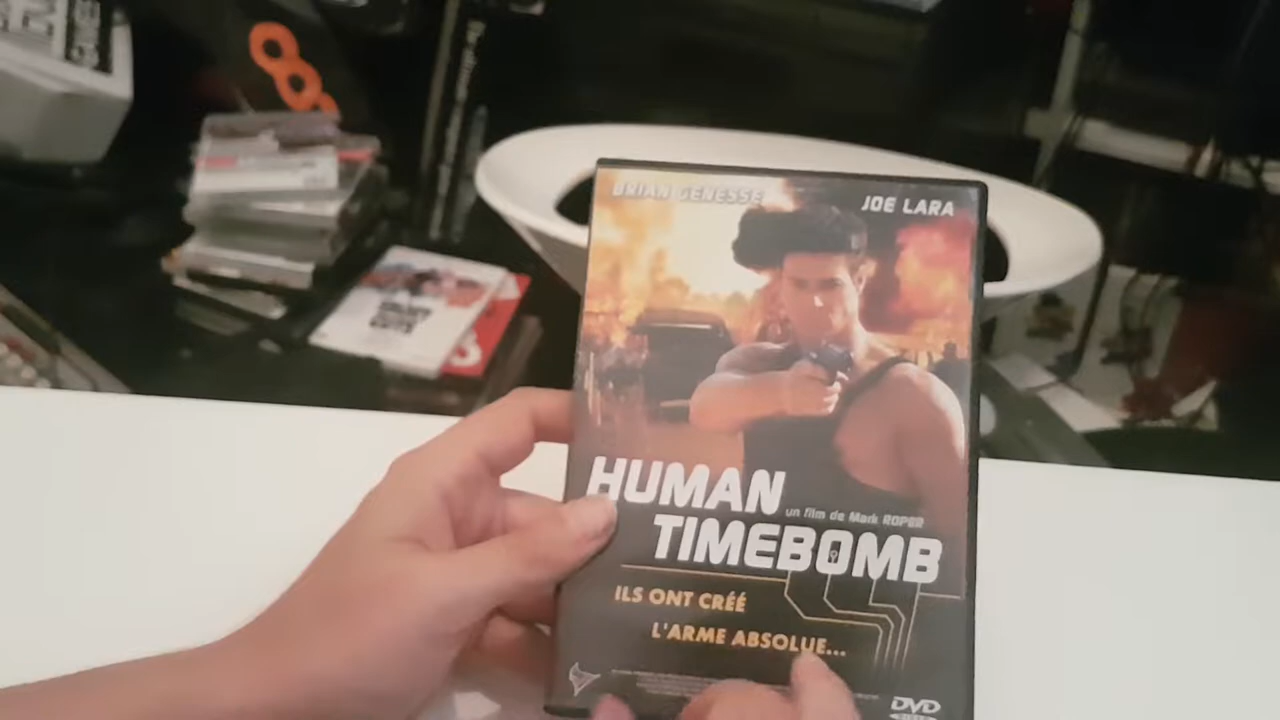 BRIAN GENESSE
JOE LARA
HUMAN
un film de Mark ROPER
TIMEBOMB
ILS ONT CRÉÉ
L'ARME ABSOLUE...
DVD